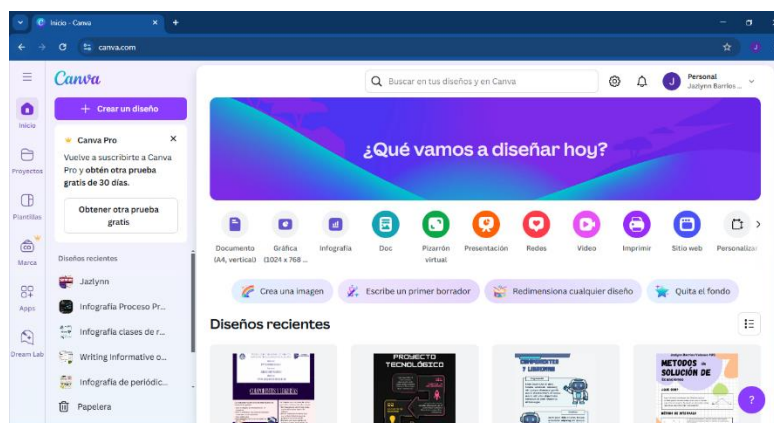 Inicio - Canva
canva.com
Canva
Buscar en tus diseños y en Canva
J
Personal
Jazlynn Barrios ...
Inicio
Proyectos
Plantillas
Marca
Apps
Dream Lab
+ Crear un diseño
Canva Pro
Vuelve a suscribirte a Canva
Pro y obtén otra prueba
gratis de 30 días.
Obtener otra prueba
gratis
Diseños recientes
Jazlynn
Infografía Proceso Pr...
Infografía clases de r...
Writing Informative o...
Infografía de periódic...
Papelera
¿Qué vamos a diseñar hoy?
Documento
(A4, vertical)
Gráfica
(1024 x 768 ...
Infografía
Doc
Pizarrón
virtual
Presentación
Redes
Video
Imprimir
Sitio web
Personalizar
Crea una imagen
Escribe un primer borrador
Redimensiona cualquier diseño
Quita el fondo
Diseños recientes
PROYECTO
TECNOLÓGICO
COMPONENTES
Y LIBRERIAS
METODOS
SOLUCIÓN DE
?